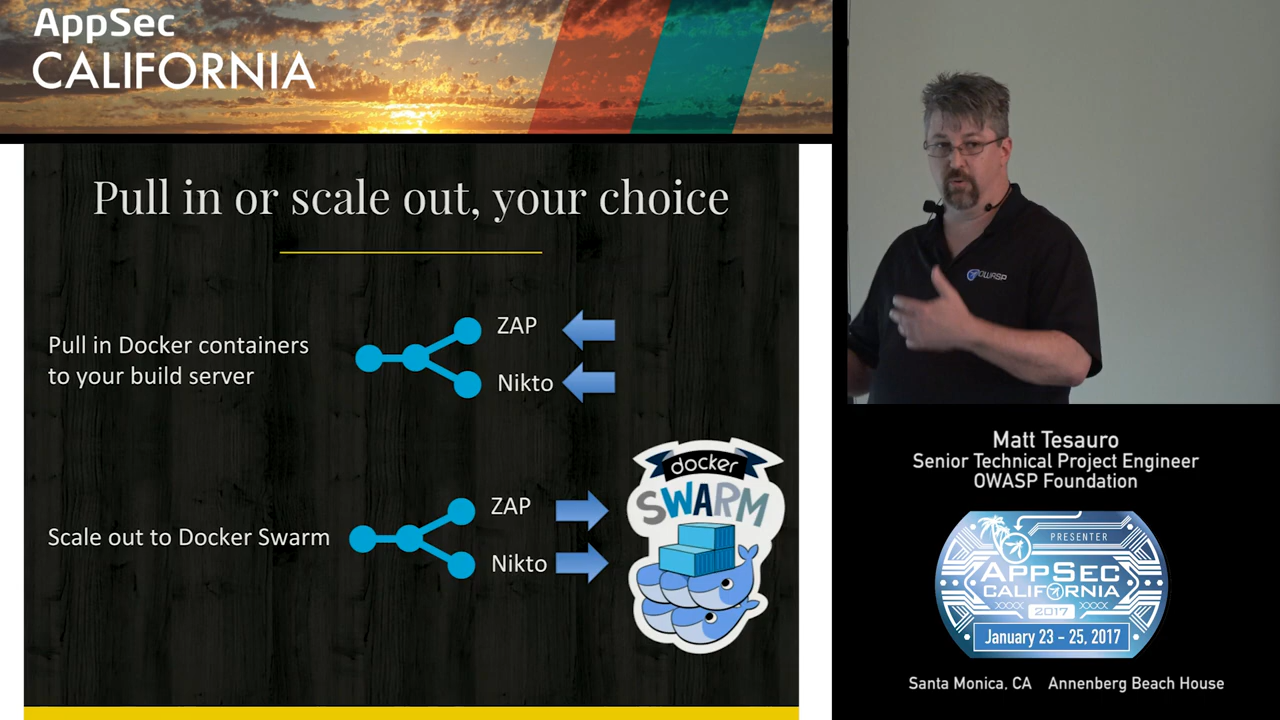 AppSec
CALIFORNIA
Pull in or scale out, your choice
Pull in Docker containers
to your build server
ZAP
Nikto
Scale out to Docker Swarm
ZAP
Nikto
docker
SWARM
OWASP
Matt Tesauro
Senior Technical Project Engineer
OWASP Foundation
PRESENTER
APPSEC
CALIFORNIA
XXXX 2017 XXXX
January 23 - 25, 2017
Santa Monica, CA Annenberg Beach House